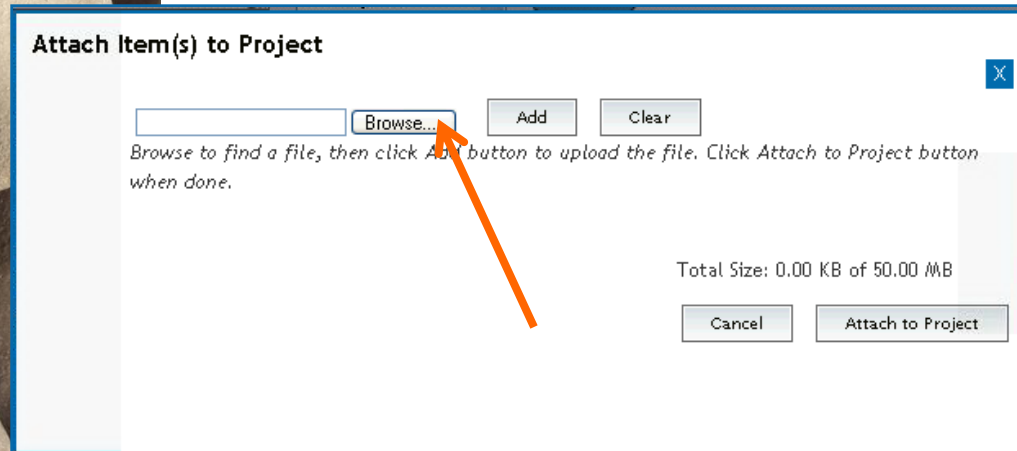 Attach Item(s) to Project
X
Browse... Add Clear
Browse to find a file, then click Add button to upload the file. Click Attach to Project button
when done.
Total Size: 0.00 KB of 50.00 MB
Cancel Attach to Project